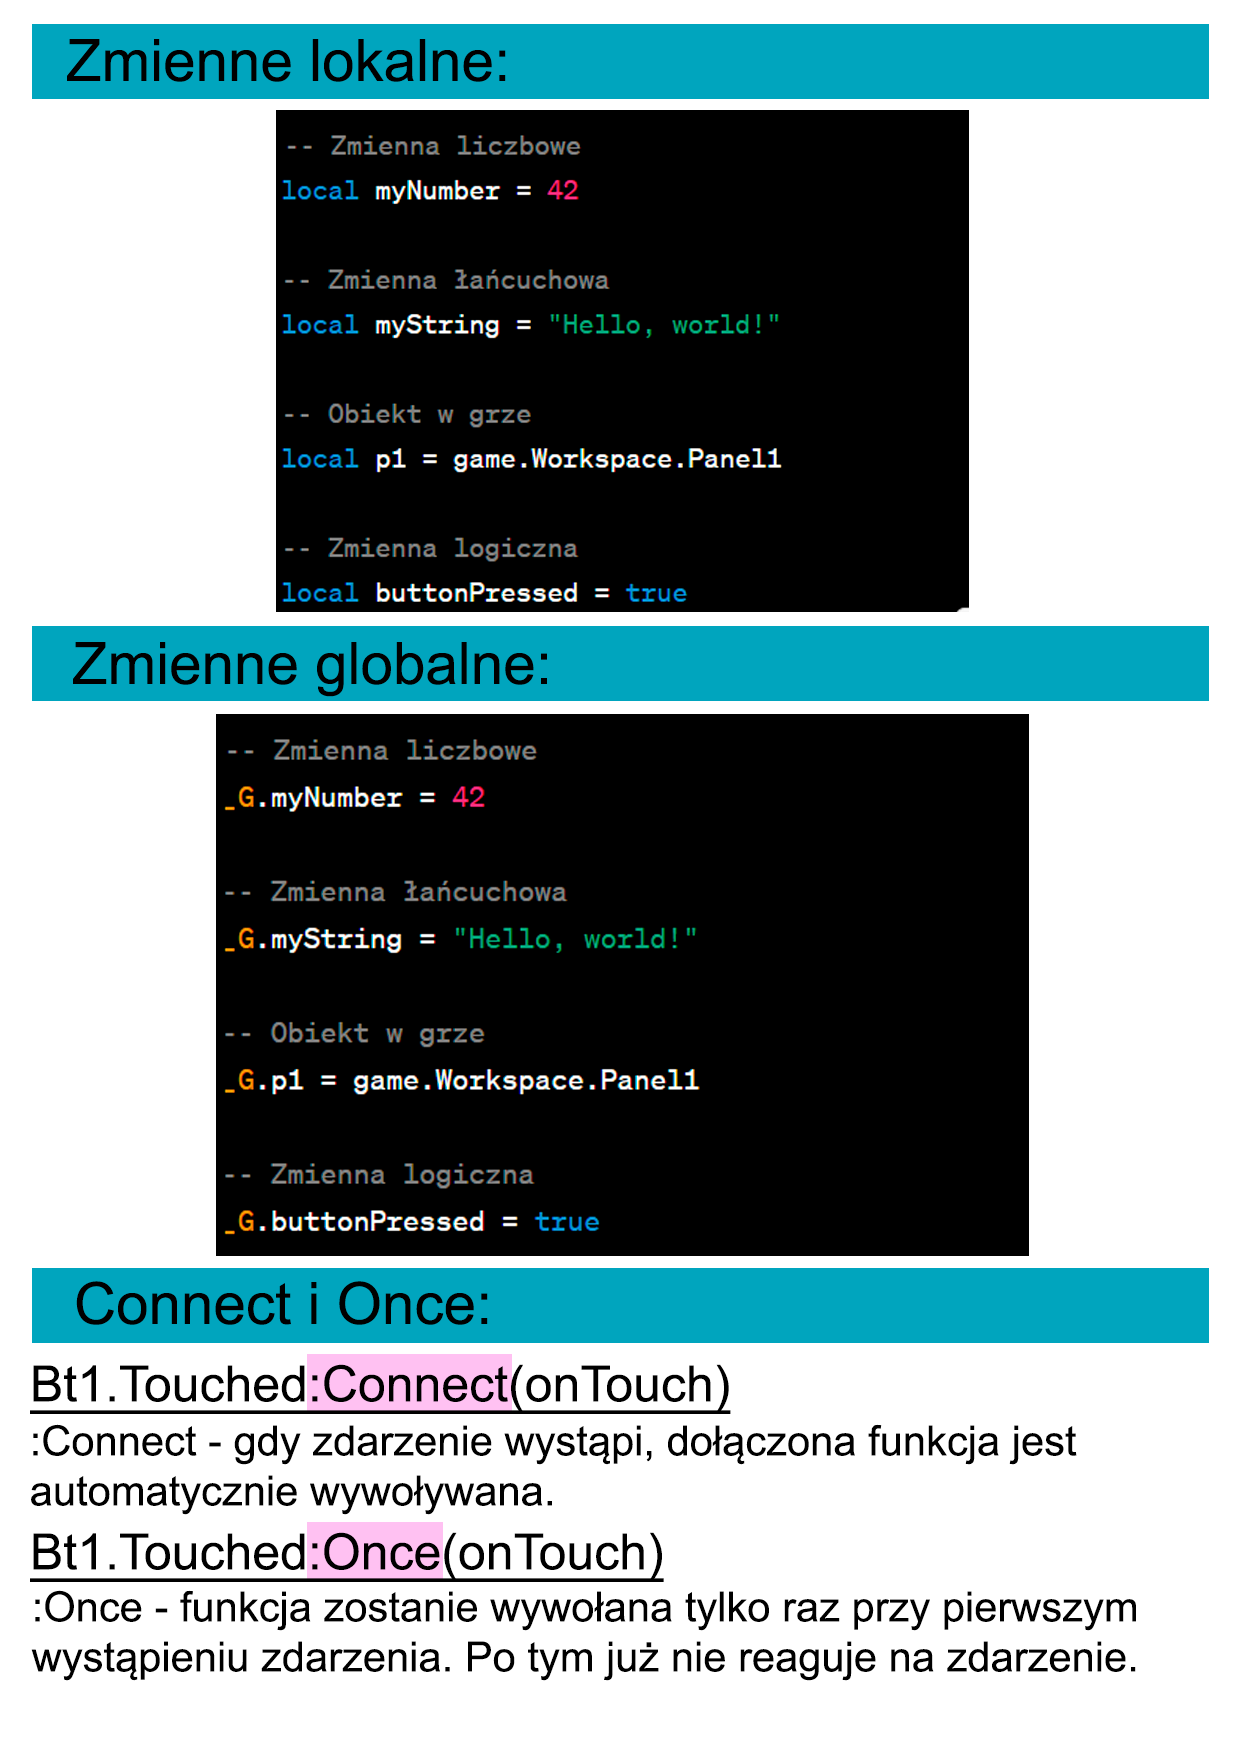 Zmienne lokalne:
-- Zmienna liczbowe
local myNumber = 42
-- Zmienna łańcuchowa
local myString = "Hello, world!"
-- Obiekt w grze
local p1 = game.Workspace.Panel1
-- Zmienna logiczna
local buttonPressed = true
Zmienne globalne:
-- Zmienna liczbowe
_G.myNumber = 42
-- Zmienna łańcuchowa
_G.myString = "Hello, world!"
-- Obiekt w grze
_G.p1 = game.Workspace.Panel1
-- Zmienna logiczna
_G.buttonPressed = true
Connect i Once:
Bt1.Touched:Connect(onTouch)
:Connect - gdy zdarzenie wystąpi, dołączona funkcja jest
automatycznie wywoływana.
Bt1.Touched:Once(onTouch)
:Once - funkcja zostanie wywołana tylko raz przy pierwszym
wystąpieniu zdarzenia. Po tym już nie reaguje na zdarzenie.